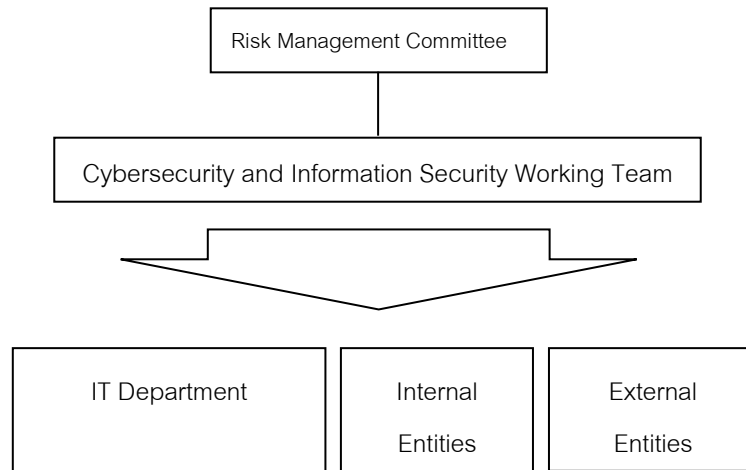 Risk Management Committee
Cybersecurity and Information Security Working Team
IT Department
Internal
Entities
External
Entities